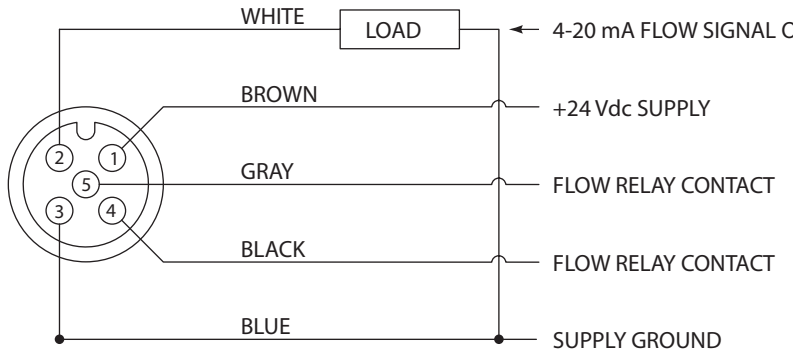 WHITE
LOAD
4-20 mA FLOW SIGNAL
BROWN
+24 Vdc SUPPLY
2
1
5
GRAY
FLOW RELAY CONTACT
3
4
BLACK
FLOW RELAY CONTACT
BLUE
SUPPLY GROUND